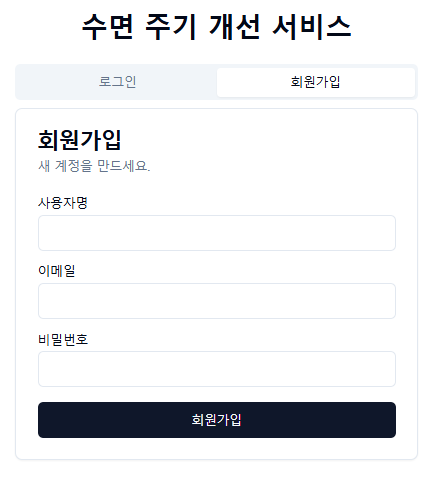 수면 주기 개선 서비스
로그인
회원가입
회원가입
새 계정을 만드세요.
사용자명
이메일
비밀번호
회원가입